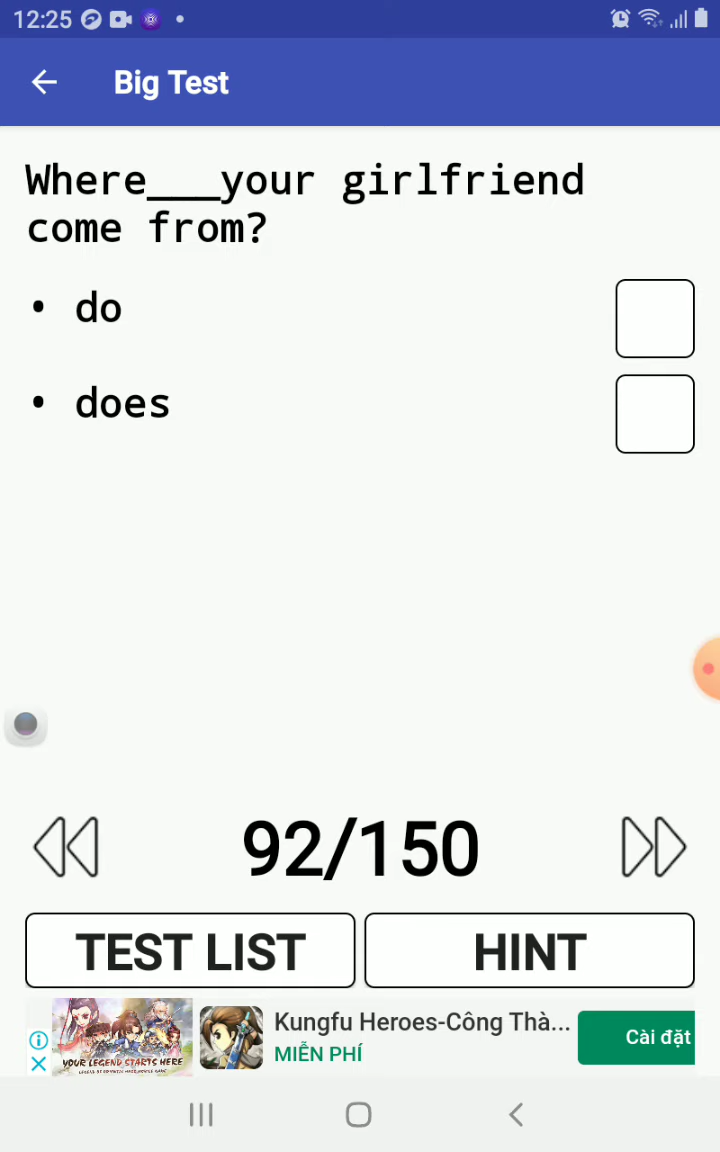 12:25
Big Test
Where___your girlfriend
come from?
• do
• does
92/150
TEST LIST
HINT
YOUR LEGEND STARTS HERE
Kungfu Heroes-Công Thà...
MIỄN PHÍ
Cài đặt